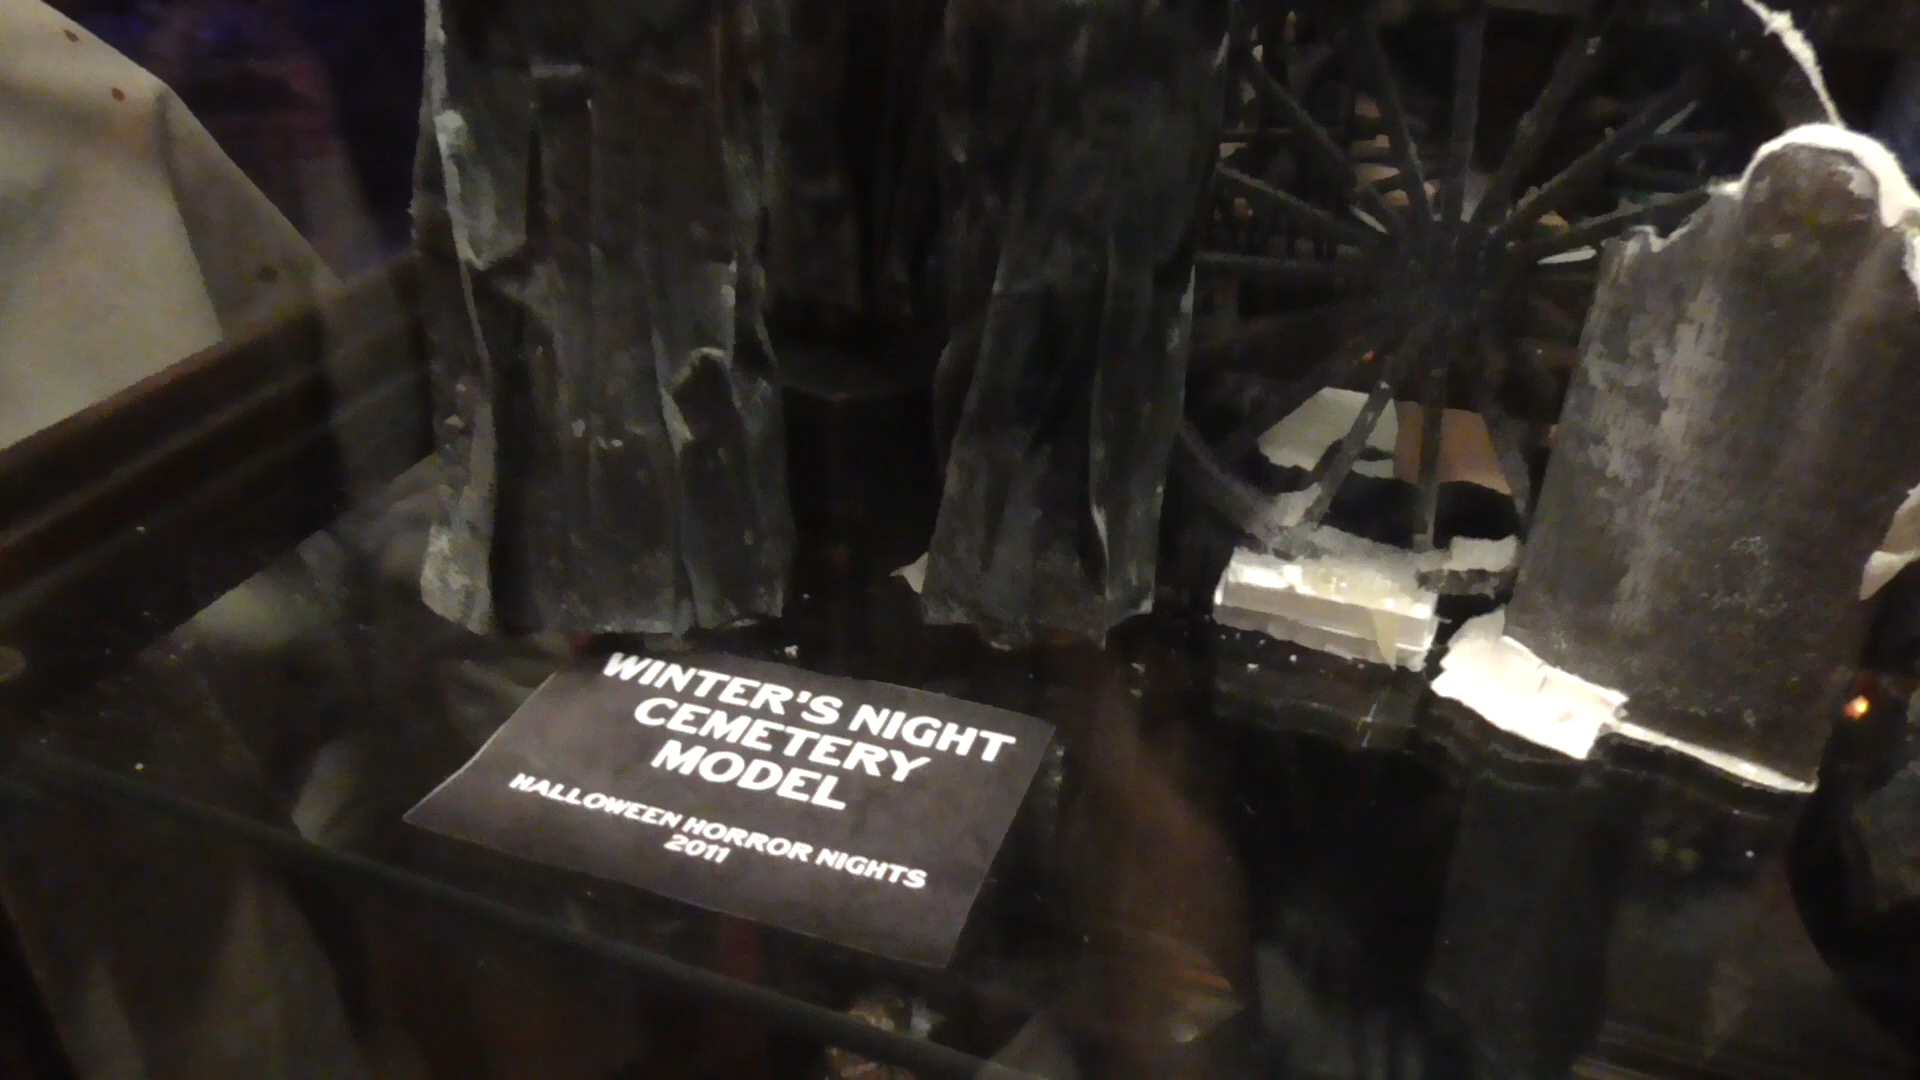 WINTER'S NIGHT
CEMETERY
MODEL
HALLOWEEN HORROR NIGHTS
2011